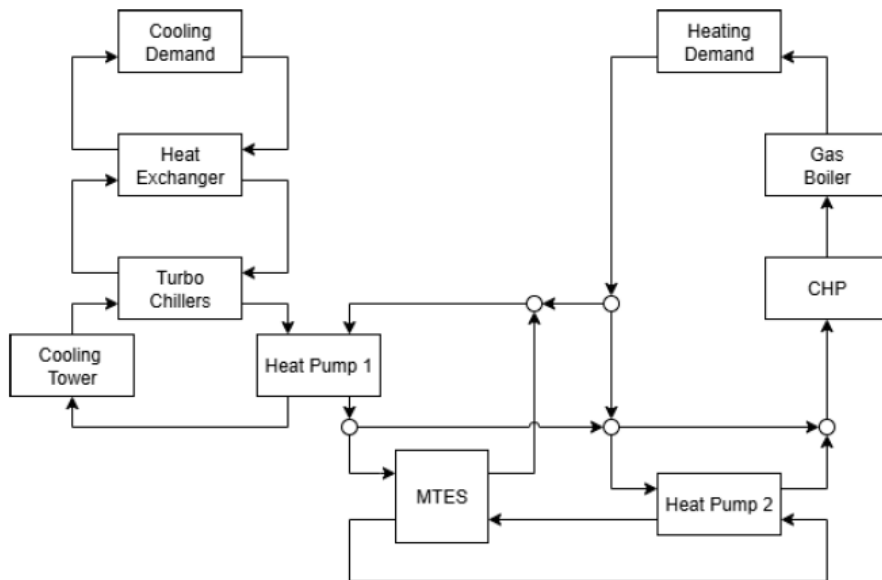 Cooling
Demand
Heating
Demand
Heat
Exchanger
Gas
Boiler
Turbo
Chillers
CHP
Cooling
Tower
Heat Pump 1
MTES
Heat Pump 2